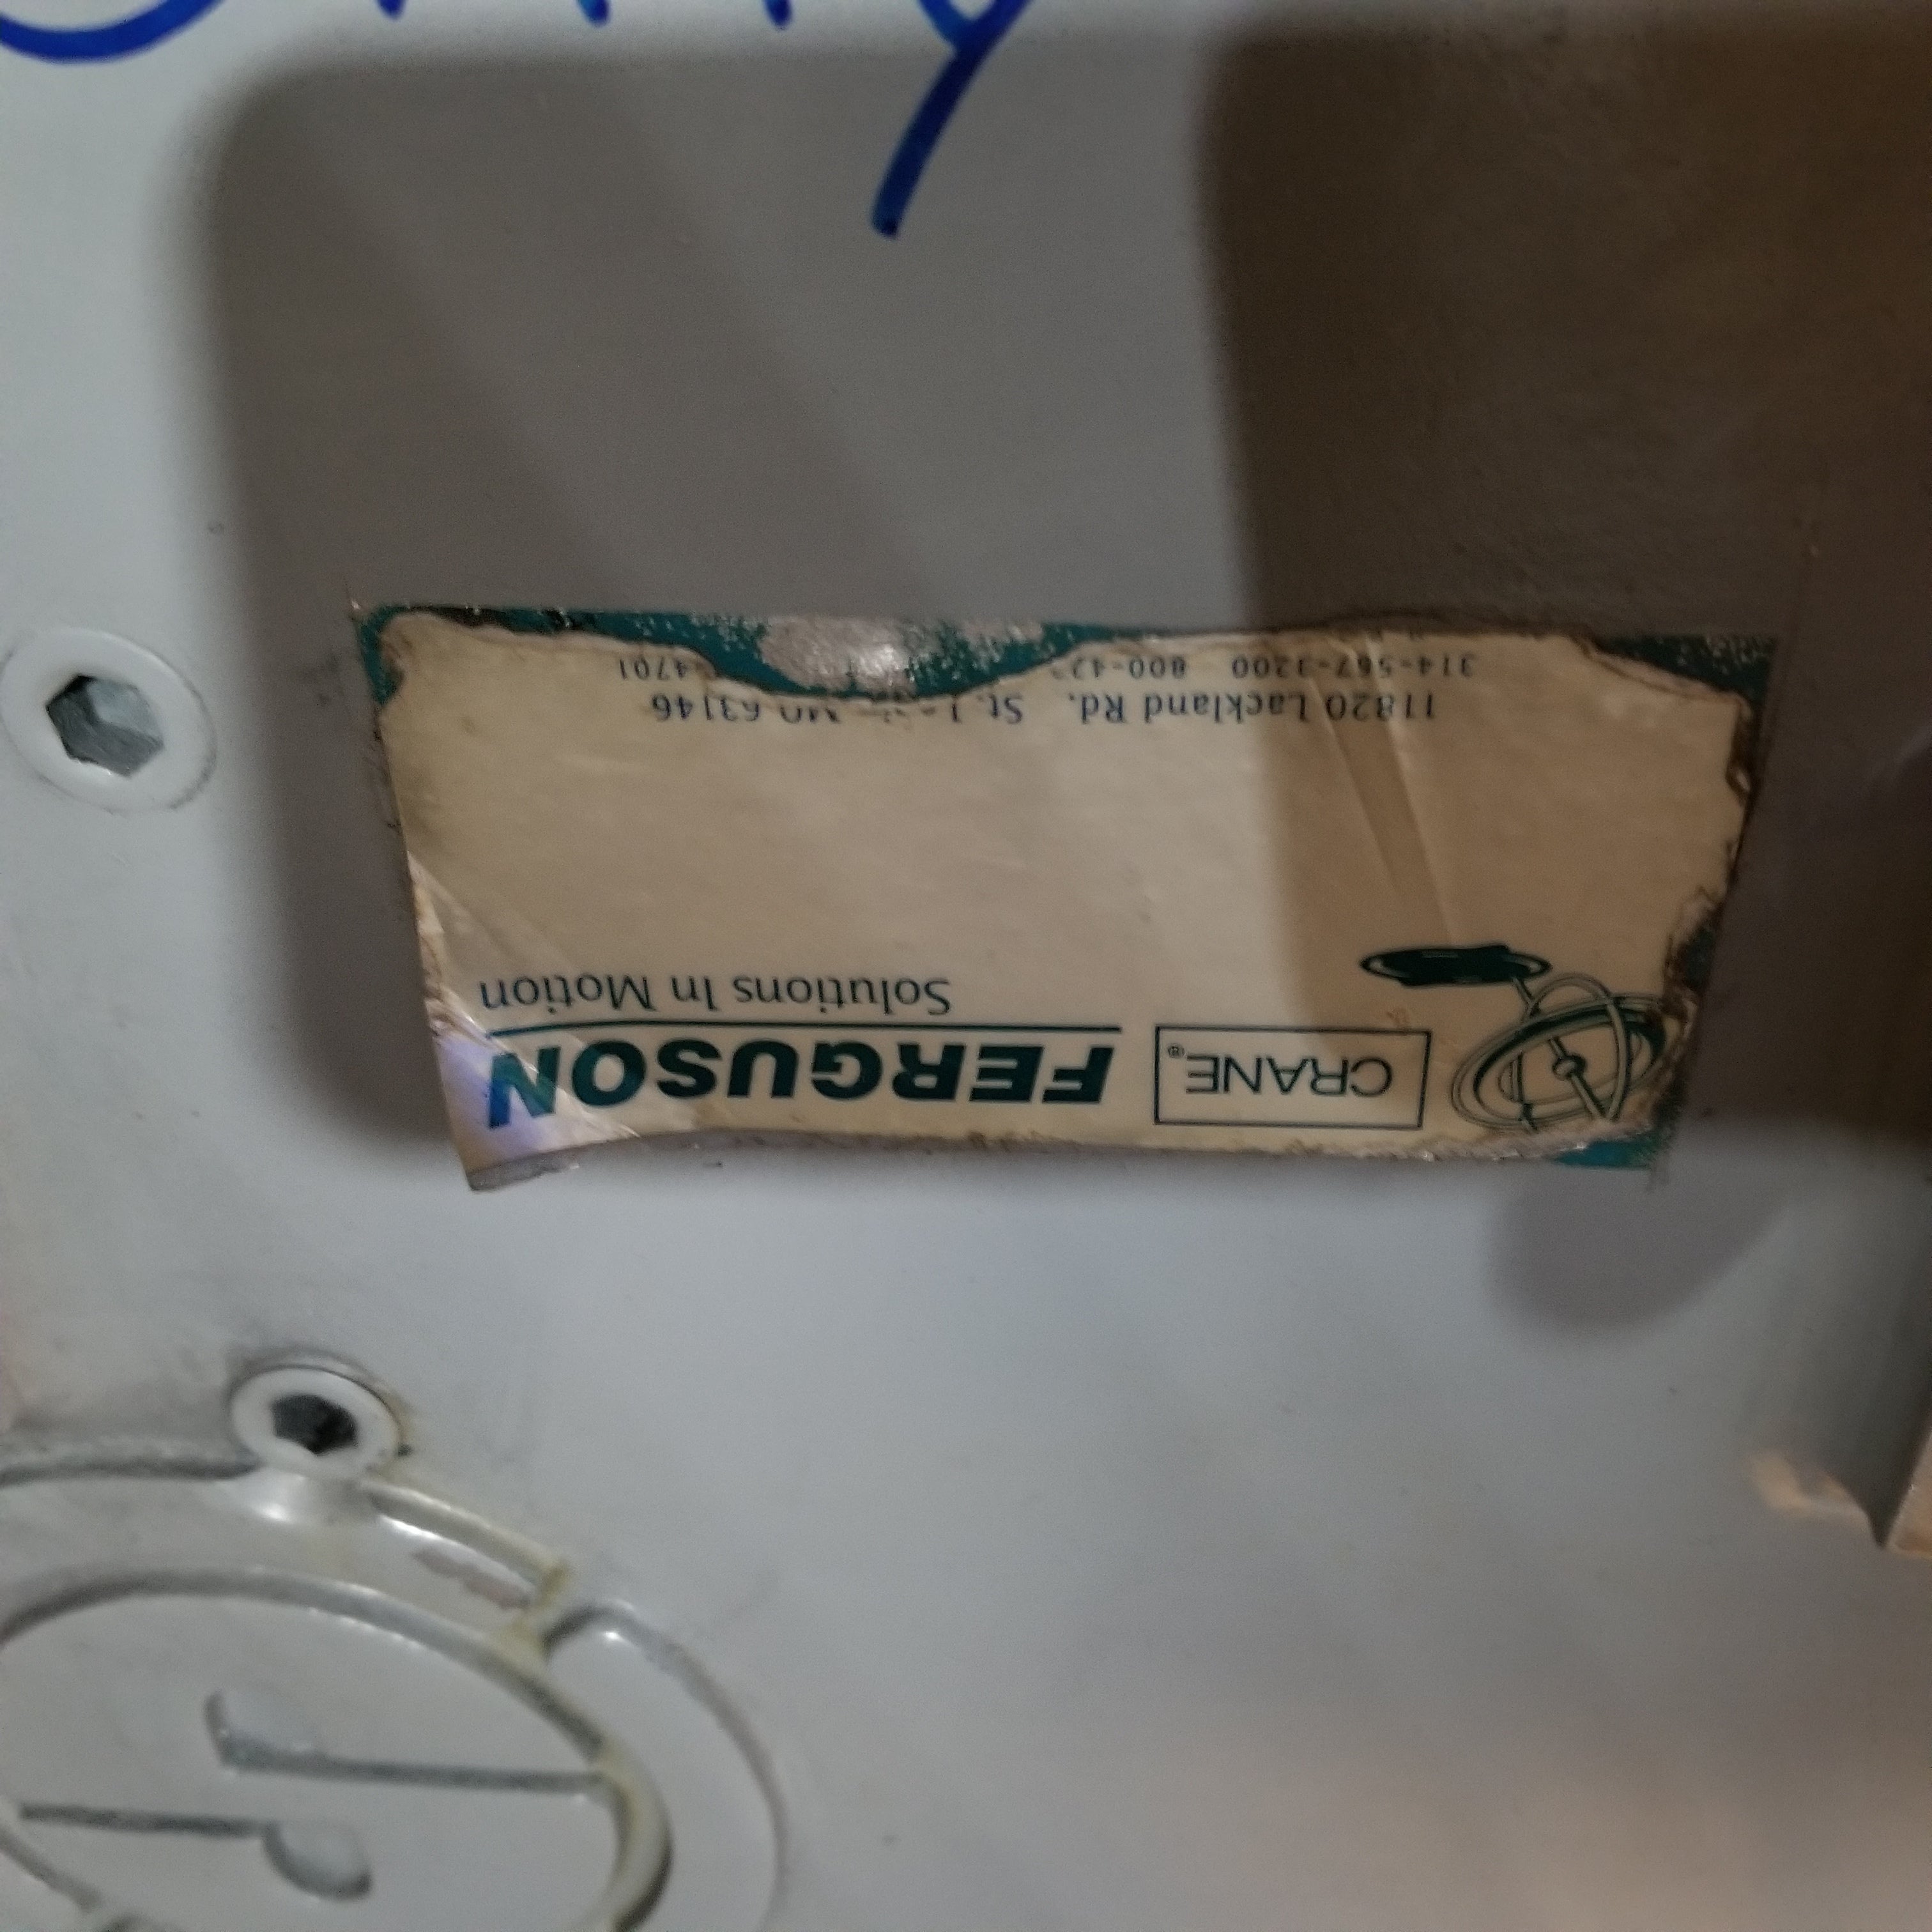 CRANE® FERGUSON
Solutions In Motion
11820 Lackland Rd. St. MO 63146
314-567-3200 800-42 4701